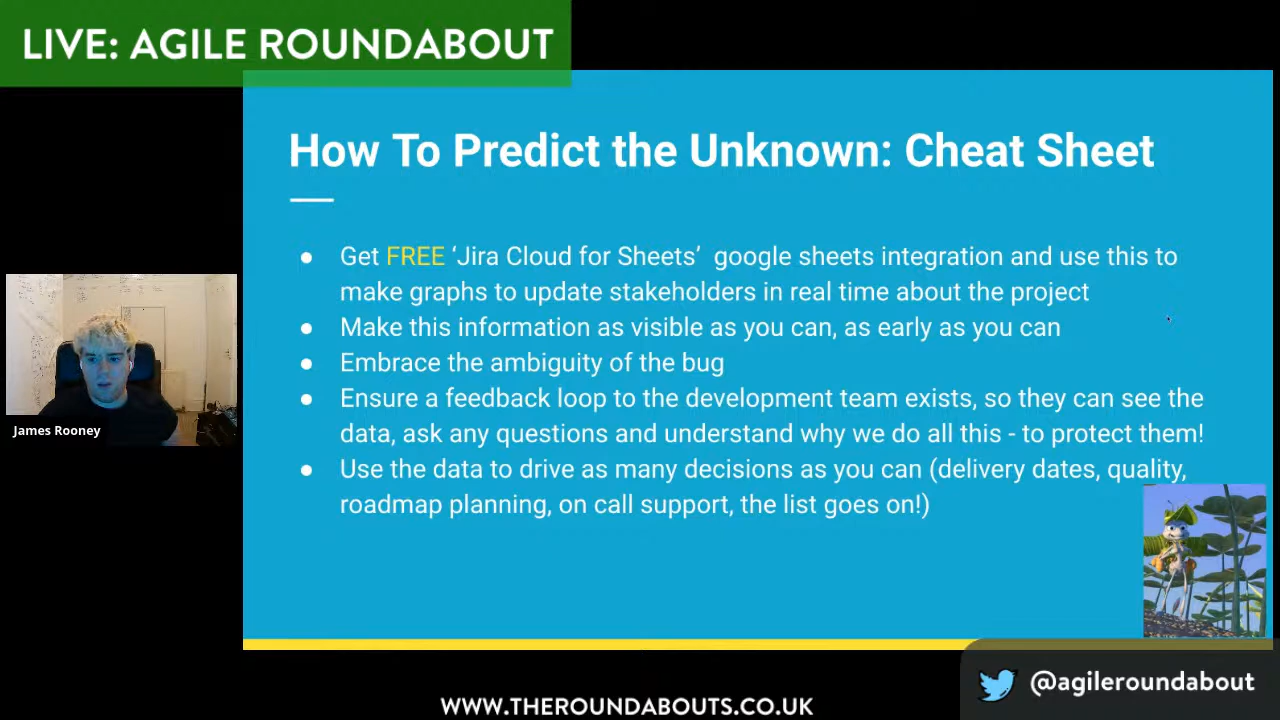 LIVE: AGILE ROUNDABOUT
How To Predict the Unknown: Cheat Sheet
● Get FREE ‘Jira Cloud for Sheets’ google sheets integration and use this to
make graphs to update stakeholders in real time about the project
● Make this information as visible as you can, as early as you can
● Embrace the ambiguity of the bug
● Ensure a feedback loop to the development team exists, so they can see the
data, ask any questions and understand why we do all this - to protect them!
● Use the data to drive as many decisions as you can (delivery dates, quality,
roadmap planning, on call support, the list goes on!)
James Rooney
@agileroundabout
WWW.THEROUNDABOUTS.CO.UK